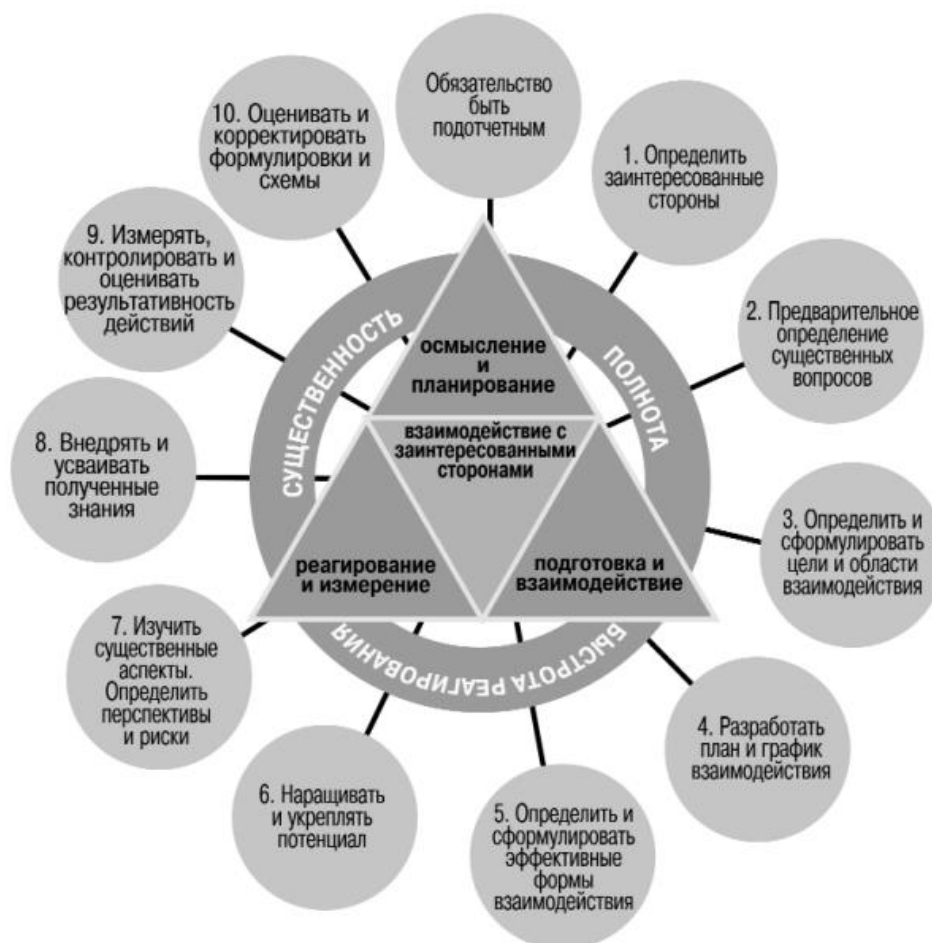 Обязательство
быть
подотчетным
1. Определить
заинтересованные
стороны
2. Предварительное
определение
существенных
вопросов
3. Определить и
сформулировать
цели и области
взаимодействия
4. Разработать
план и график
взаимодействия
5. Определить и
сформулировать
эффективные
формы
взаимодействия
6. Наращивать
и укреплять
потенциал
7. Изучить
существенные
аспекты.
Определить
перспективы
и риски
8. Внедрять и
усваивать
полученные
знания
9. Измерять,
контролировать и
оценивать
результативность
действий
10. Оценивать и
корректировать
формулировки и
схемы
СУЩЕСТВЕННОСТЬ
ПОЛНОТА
БЫСТРОТА РЕАГИРОВАНИЯ
осмысление
и
планирование
взаимодействие с
заинтересованными
сторонами
реагирование
и измерение
подготовка и
взаимодействие